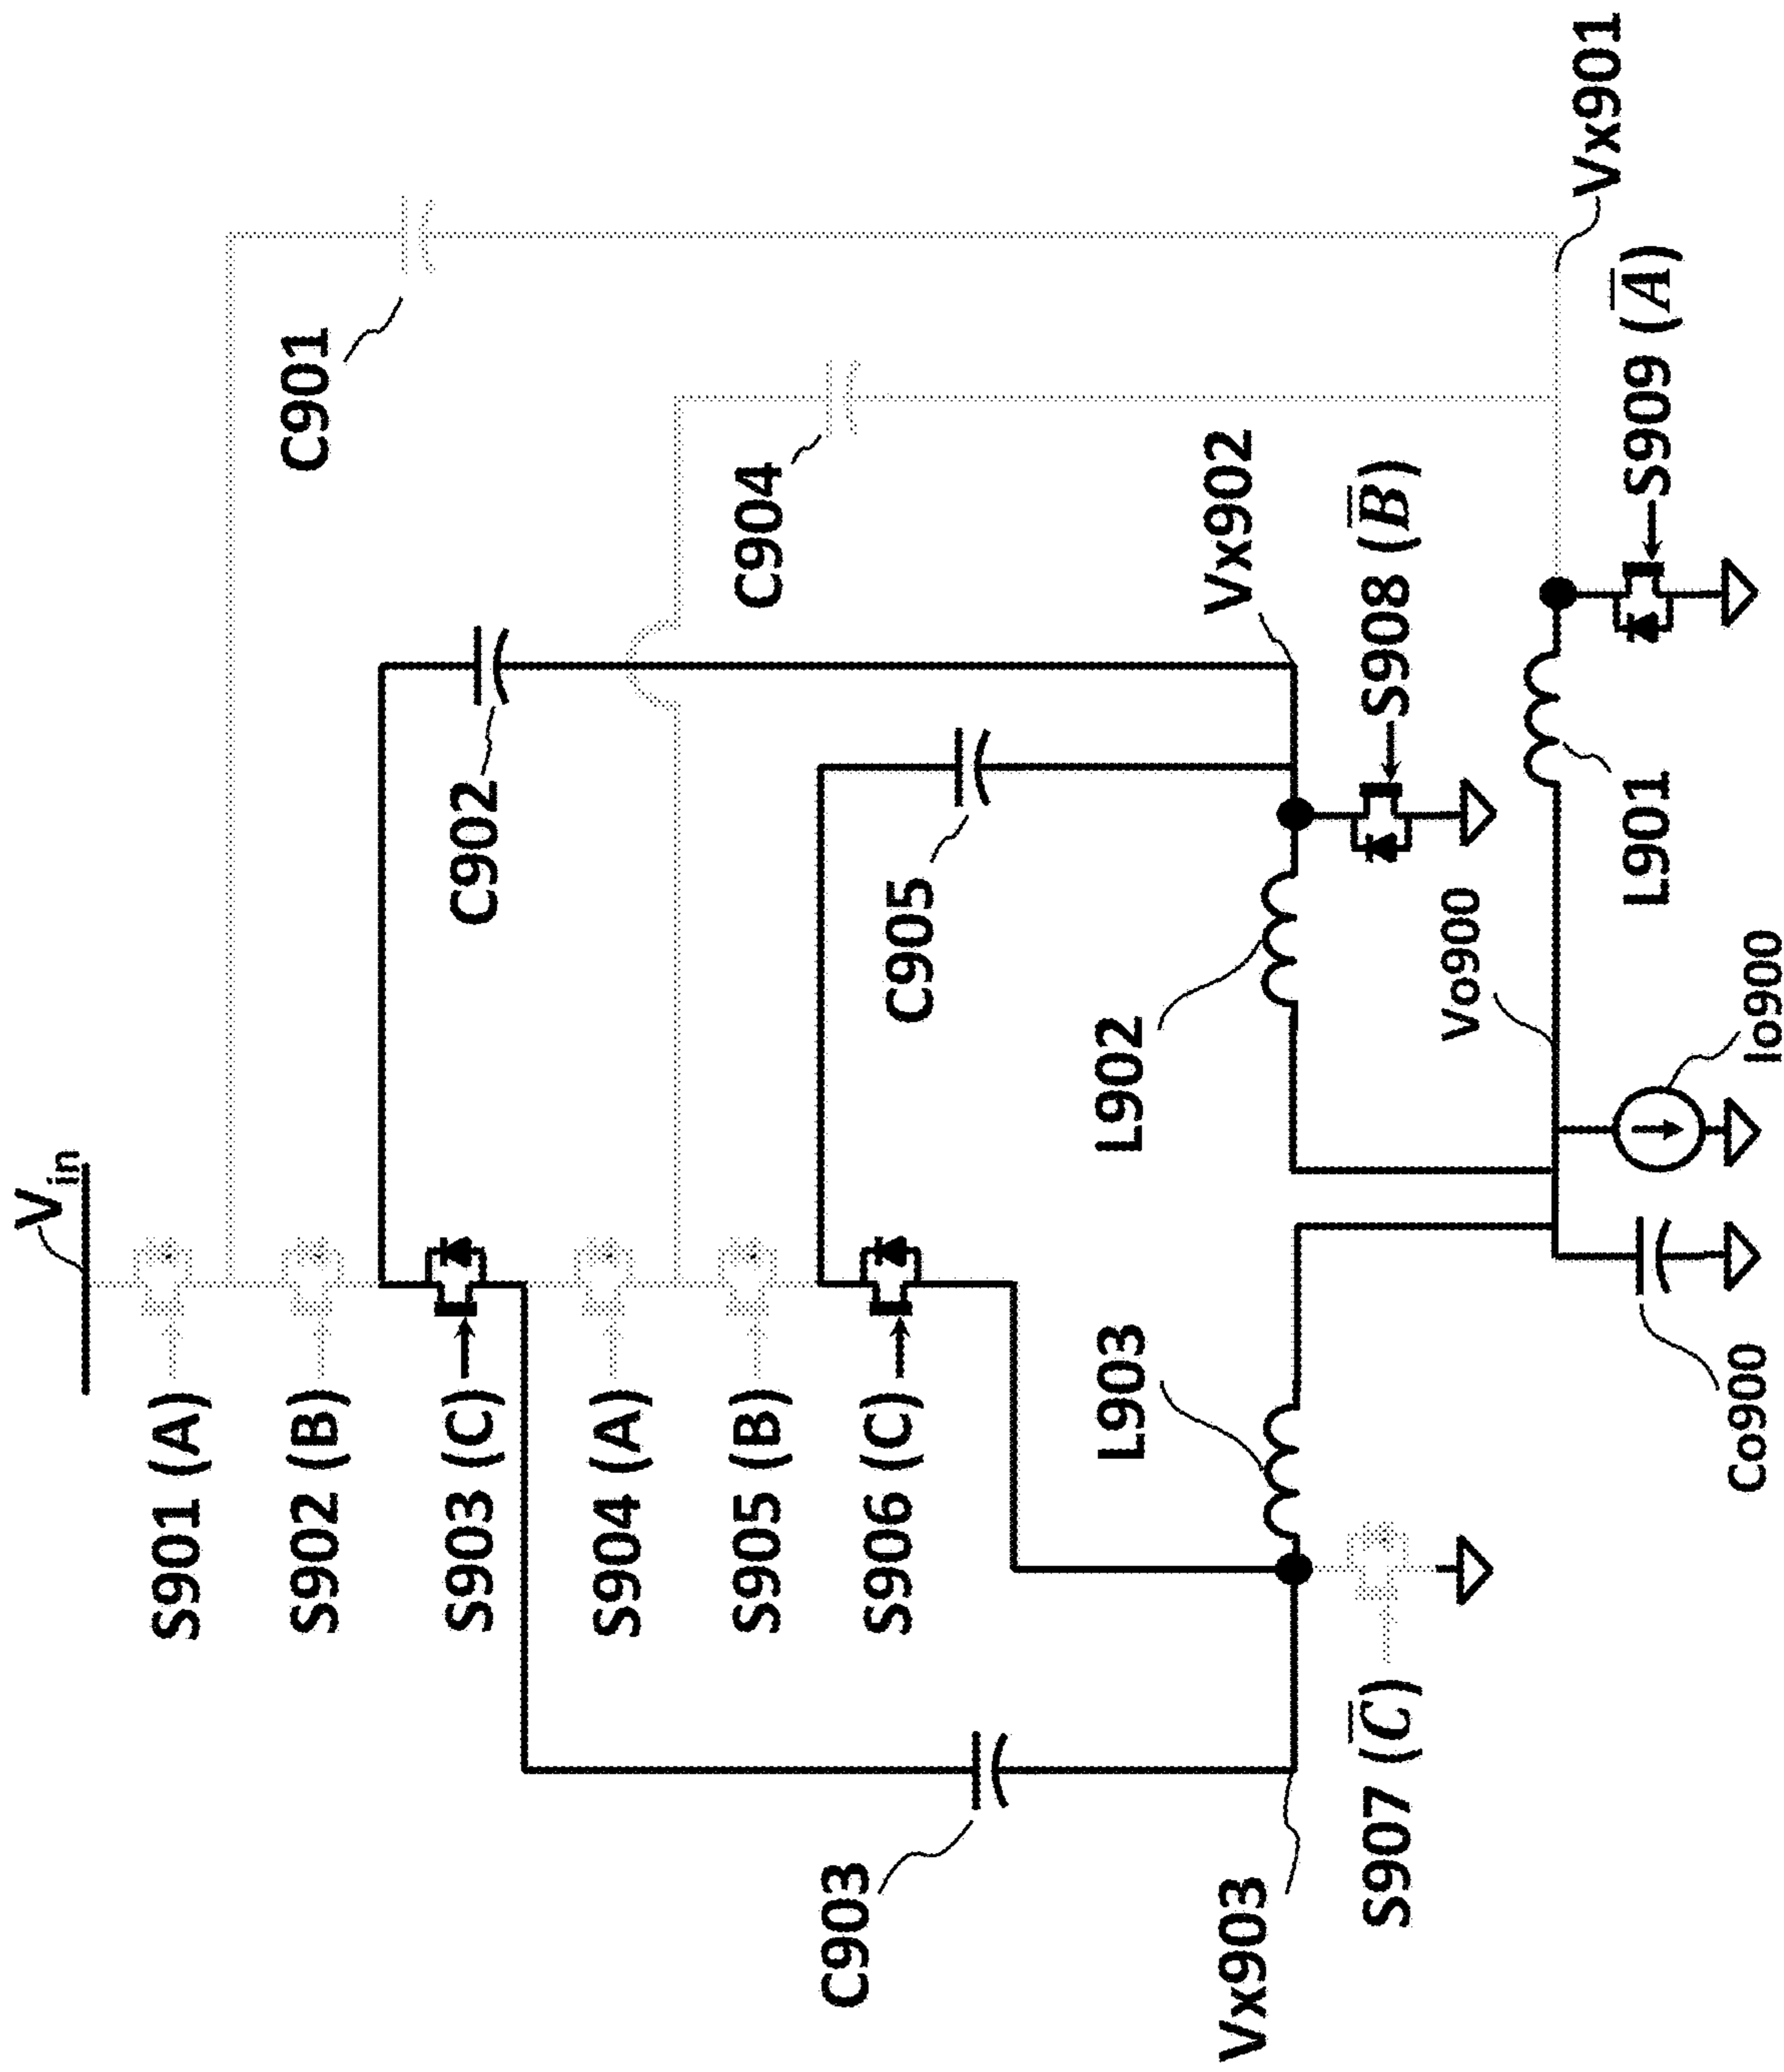 V_in
S901 (A)
C901
S902 (B)
S903 (C)
C902
S904 (A)
C904
S905 (B)
S906 (C)
C905
C903
L903
L902
Vx902
Vx903
S907 (C̅)
S908 (B̅)
Vo900
Vx901
S909 (A̅)
L901
Co900
Io900